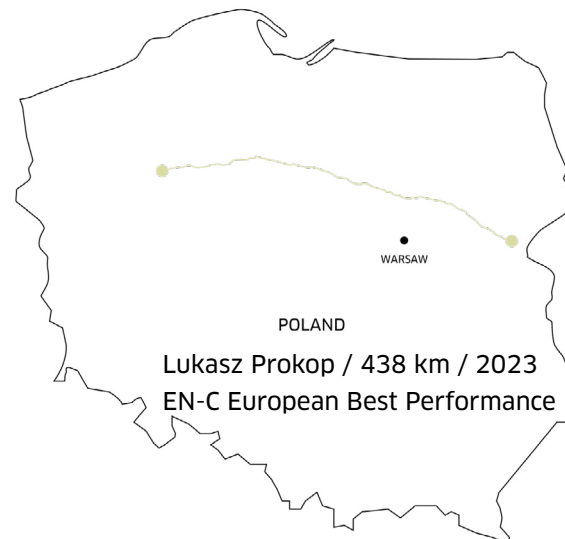 WARSAW
POLAND
Lukasz Prokop / 438 km / 2023
EN-C European Best Performance